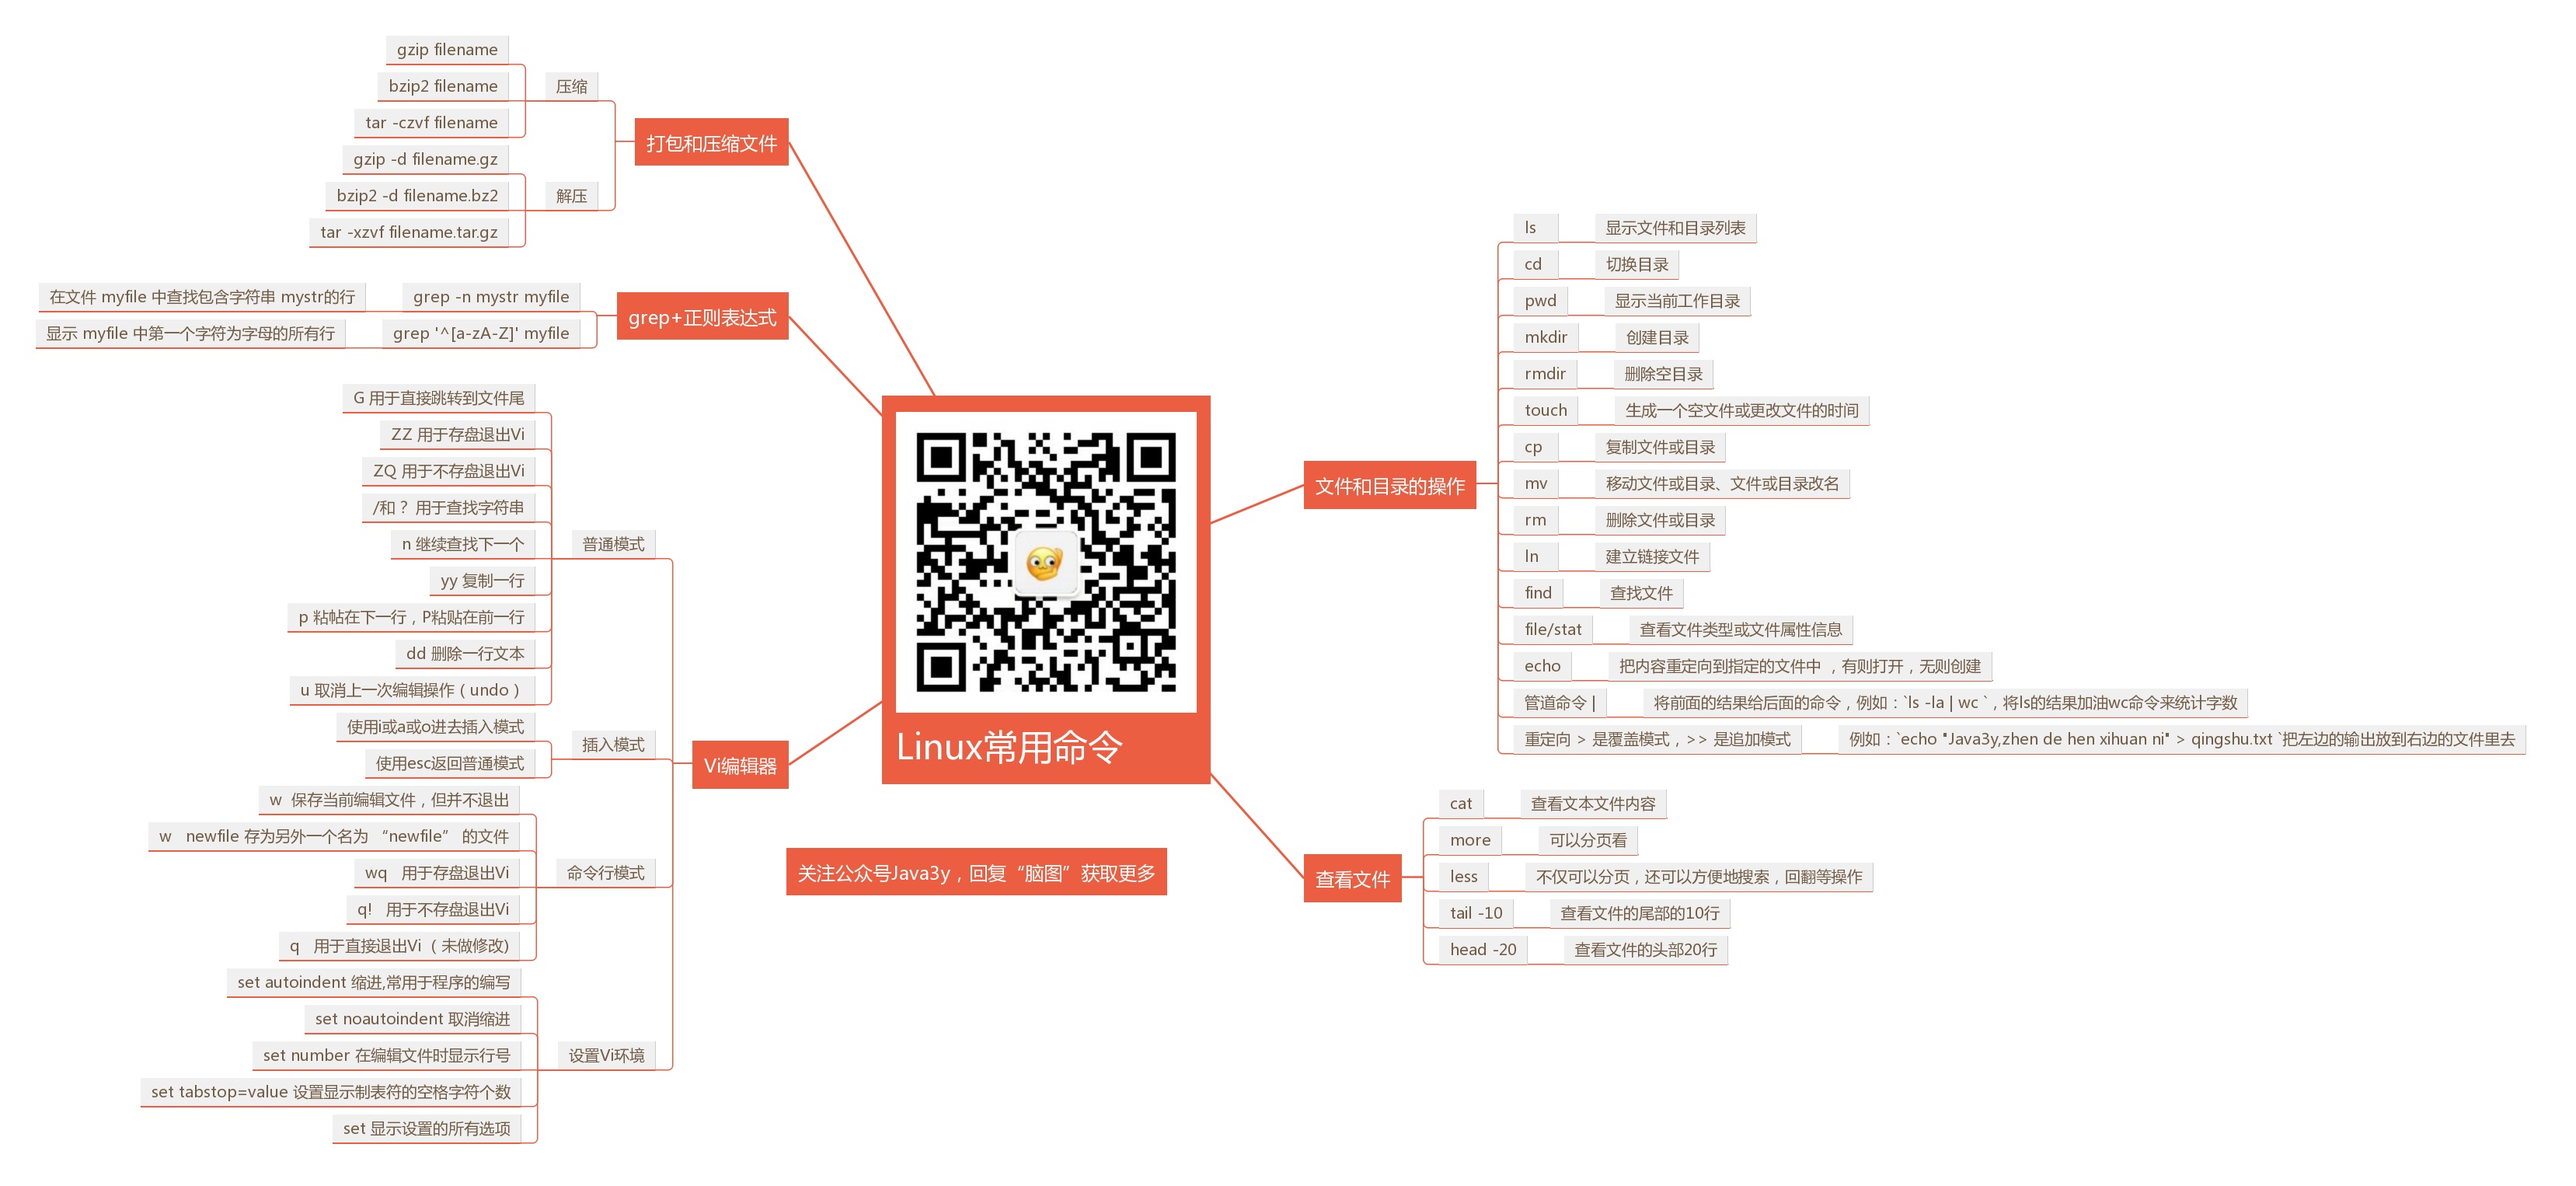 Linux常用命令
打包和压缩文件
压缩
gzip filename
bzip2 filename
tar -czvf filename
解压
gzip -d filename.gz
bzip2 -d filename.bz2
tar -xzvf filename.tar.gz
grep+正则表达式
grep -n mystr myfile
在文件 myfile 中查找包含字符串 mystr的行
grep '^[a-zA-Z]' myfile
显示 myfile 中第一个字符为字母的所有行
Vi编辑器
普通模式
G 用于直接跳转到文件尾
ZZ 用于存盘退出Vi
ZQ 用于不存盘退出Vi
/和？用于查找字符串
n 继续查找下一个
yy 复制一行
p 粘帖在下一行，P粘贴在前一行
dd 删除一行文本
u 取消上一次编辑操作（undo）
插入模式
使用i或a或o进去插入模式
使用esc返回普通模式
命令行模式
w 保存当前编辑文件，但并不退出
w newfile 存为另外一个名为 “newfile” 的文件
wq 用于存盘退出Vi
q! 用于不存盘退出Vi
q 用于直接退出Vi （未做修改)
设置Vi环境
set autoindent 缩进,常用于程序的编写
set noautoindent 取消缩进
set number 在编辑文件时显示行号
set tabstop=value 设置显示制表符的空格字符个数
set 显示设置的所有选项
文件和目录的操作
ls 显示文件和目录列表
cd 切换目录
pwd 显示当前工作目录
mkdir 创建目录
rmdir 删除空目录
touch 生成一个空文件或更改文件的时间
cp 复制文件或目录
mv 移动文件或目录、文件或目录改名
rm 删除文件或目录
ln 建立链接文件
find 查找文件
file/stat 查看文件类型或文件属性信息
echo 把内容重定向到指定的文件中 ，有则打开，无则创建
管道命令 | 将前面的结果给后面的命令，例如：`ls -la | wc `，将ls的结果加油wc命令来统计字数
重定向 > 是覆盖模式，>> 是追加模式 例如：`echo "Java3y,zhen de hen xihuan ni" > qingshu.txt `把左边的输出放到右边的文件里去
查看文件
cat 查看文本文件内容
more 可以分页看
less 不仅可以分页，还可以方便地搜索，回翻等操作
tail -10 查看文件的尾部的10行
head -20 查看文件的头部20行
关注公众号Java3y，回复“脑图”获取更多